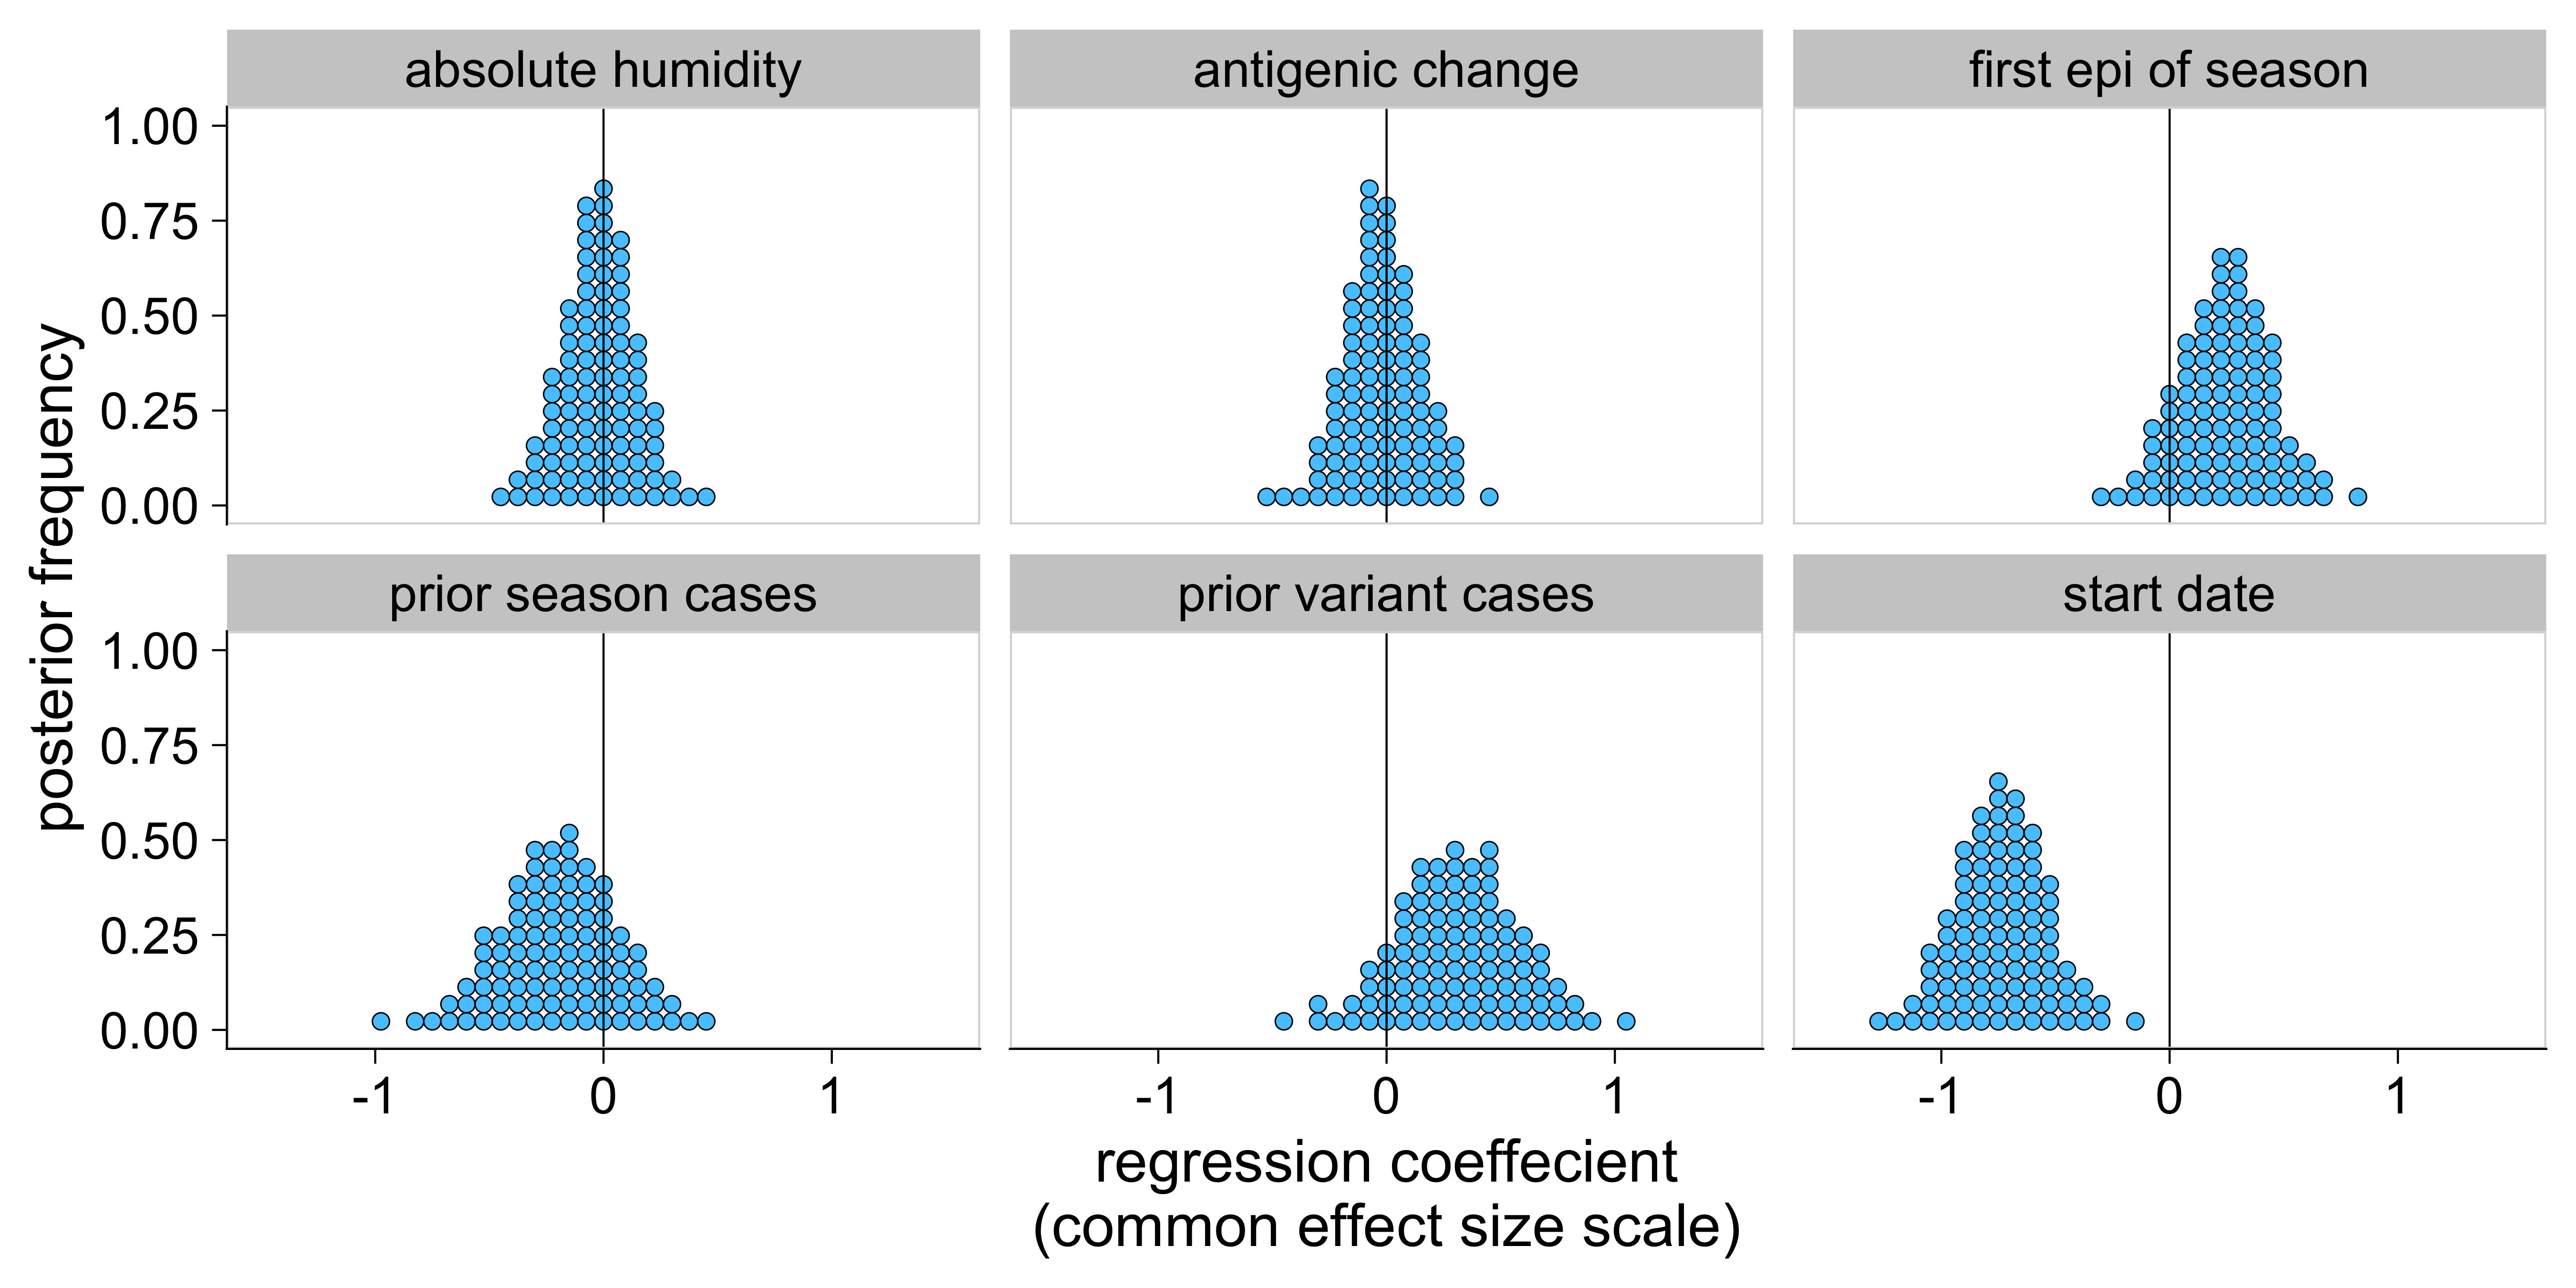 absolute humidity
antigenic change
first epi of season
1.00
0.75
0.50
0.25
0.00
prior season cases
prior variant cases
start date
1.00
0.75
0.50
0.25
0.00
posterior frequency
-1 0 1
-1 0 1
-1 0 1
regression coeffecient
(common effect size scale)